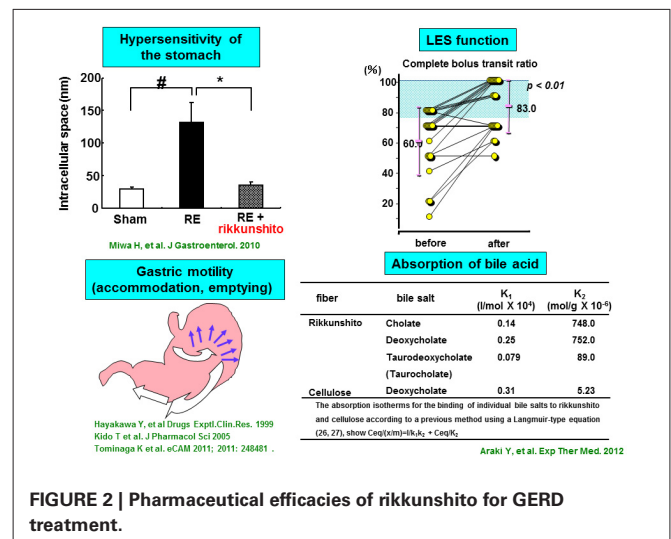 Hypersensitivity of
the stomach
Intracellular space (nm)
200
150
100
50
0
#
*
Sham
RE
RE +
rikkunshito
Miwa H, et al. J Gastroenterol. 2010
LES function
Complete bolus transit ratio
(%)
100
80
60
40
20
p < 0.01
83.0
before
after
Gastric motility
(accommodation, emptying)
Hayakawa Y, et al Drugs Exptl.Clin.Res. 1999
Kido T et al. J Pharmacol Sci 2005
Tominaga K et al. eCAM 2011; 2011: 248481 .
Absorption of bile acid
fiber bile salt K1 K2
(l/mol X 10⁴) (mol/g X 10⁻⁶)
Rikkunshito Cholate 0.14 748.0
Deoxycholate 0.25 752.0
Taurodeoxycholate 0.079 89.0
(Taurocholate)
Cellulose Deoxycholate 0.31 5.23
The absorption isotherms for the binding of individual bile salts to rikkunshito
and cellulose according to a previous method using a Langmuir-type equation
(26, 27), show Ceq/(x/m)=l/k₁k₂ + Ceq/K₂
Araki Y, et al. Exp Ther Med. 2012
FIGURE 2 | Pharmaceutical efficacies of rikkunshito for GERD
treatment.